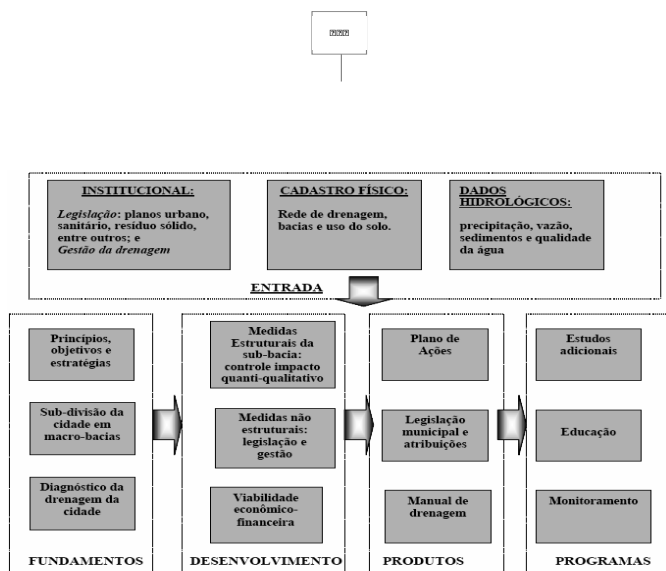 INSTITUCIONAL:
Legislação: planos urbano,
sanitário, resíduo sólido,
entre outros; e
Gestão da drenagem
CADASTRO FÍSICO:
Rede de drenagem,
bacias e uso do solo.
DADOS
HIDROLÓGICOS:
precipitação, vazão,
sedimentos e qualidade
da água
ENTRADA
Princípios,
objetivos e
estratégias
Sub-divisão da
cidade em
macro-bacias
Diagnóstico da
drenagem da
cidade
FUNDAMENTOS
Medidas
Estruturais da
sub-bacia:
controle impacto
quanti-qualitativo
Medidas não
estruturais:
legislação e
gestão
Viabilidade
econômico-
financeira
DESENVOLVIMENTO
Plano de
Ações
Legislação
municipal e
atribuições
Manual de
drenagem
PRODUTOS
Estudos
adicionais
Educação
Monitoramento
PROGRAMAS